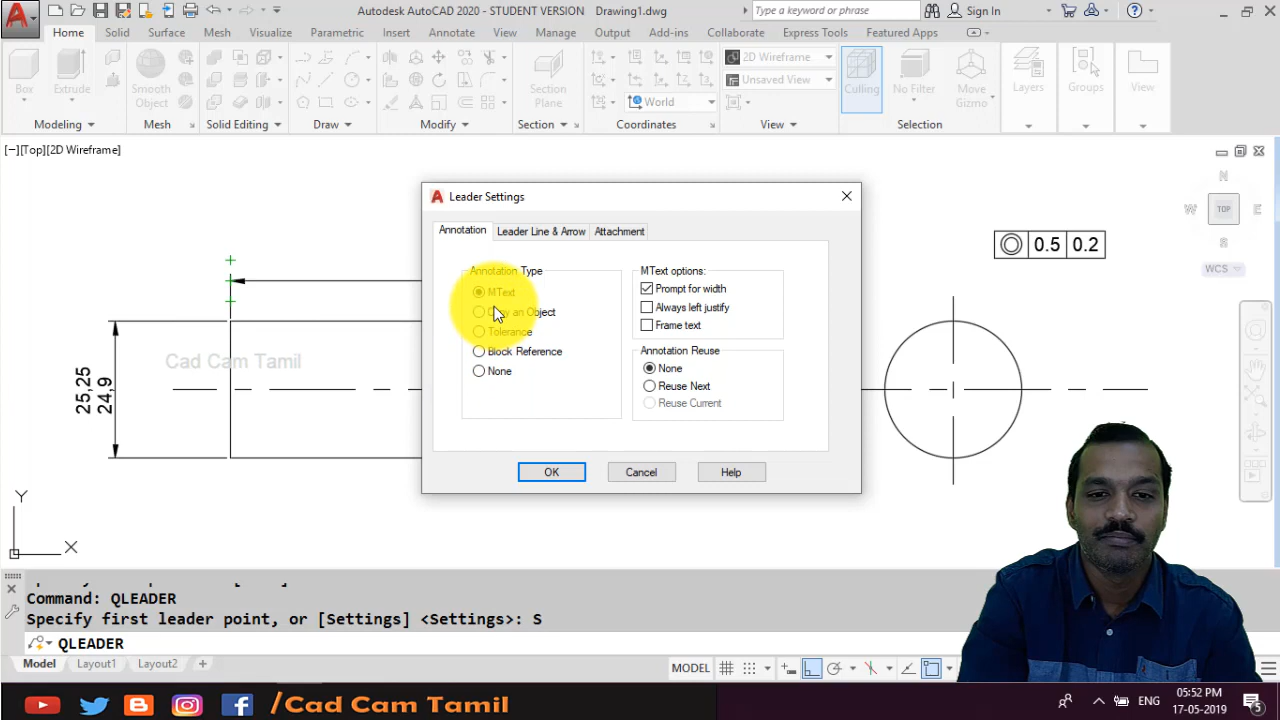 Autodesk AutoCAD 2020 - STUDENT VERSION Drawing1.dwg
Type a keyword or phrase
Sign In
Home Solid Surface Mesh Visualize Parametric Insert Annotate View Manage Output Add-ins Collaborate Express Tools Featured Apps
Box
Extrude
Smooth
Object
Section
Plane
2D Wireframe
Unsaved View
World
Culling
No Filter
Move
Gizmo
Layers
Groups
View
Modeling
Mesh
Solid Editing
Draw
Modify
Section
Coordinates
View
Selection
[−][Top][2D Wireframe]
N
W
TOP
E
S
WCS
Leader Settings
Annotation
Leader Line & Arrow
Attachment
Annotation Type
MText
Copy an Object
Tolerance
Block Reference
None
MText options:
Prompt for width
Always left justify
Frame text
Annotation Reuse
None
Reuse Next
Reuse Current
OK
Cancel
Help
0.5 0.2
25,25
24,9
Cad Cam Tamil
Y
X
Command: QLEADER
Specify first leader point, or [Settings] <Settings>: S
QLEADER
Model Layout1 Layout2 +
MODEL
/Cad Cam Tamil
ENG
05:52 PM
17-05-2019
5